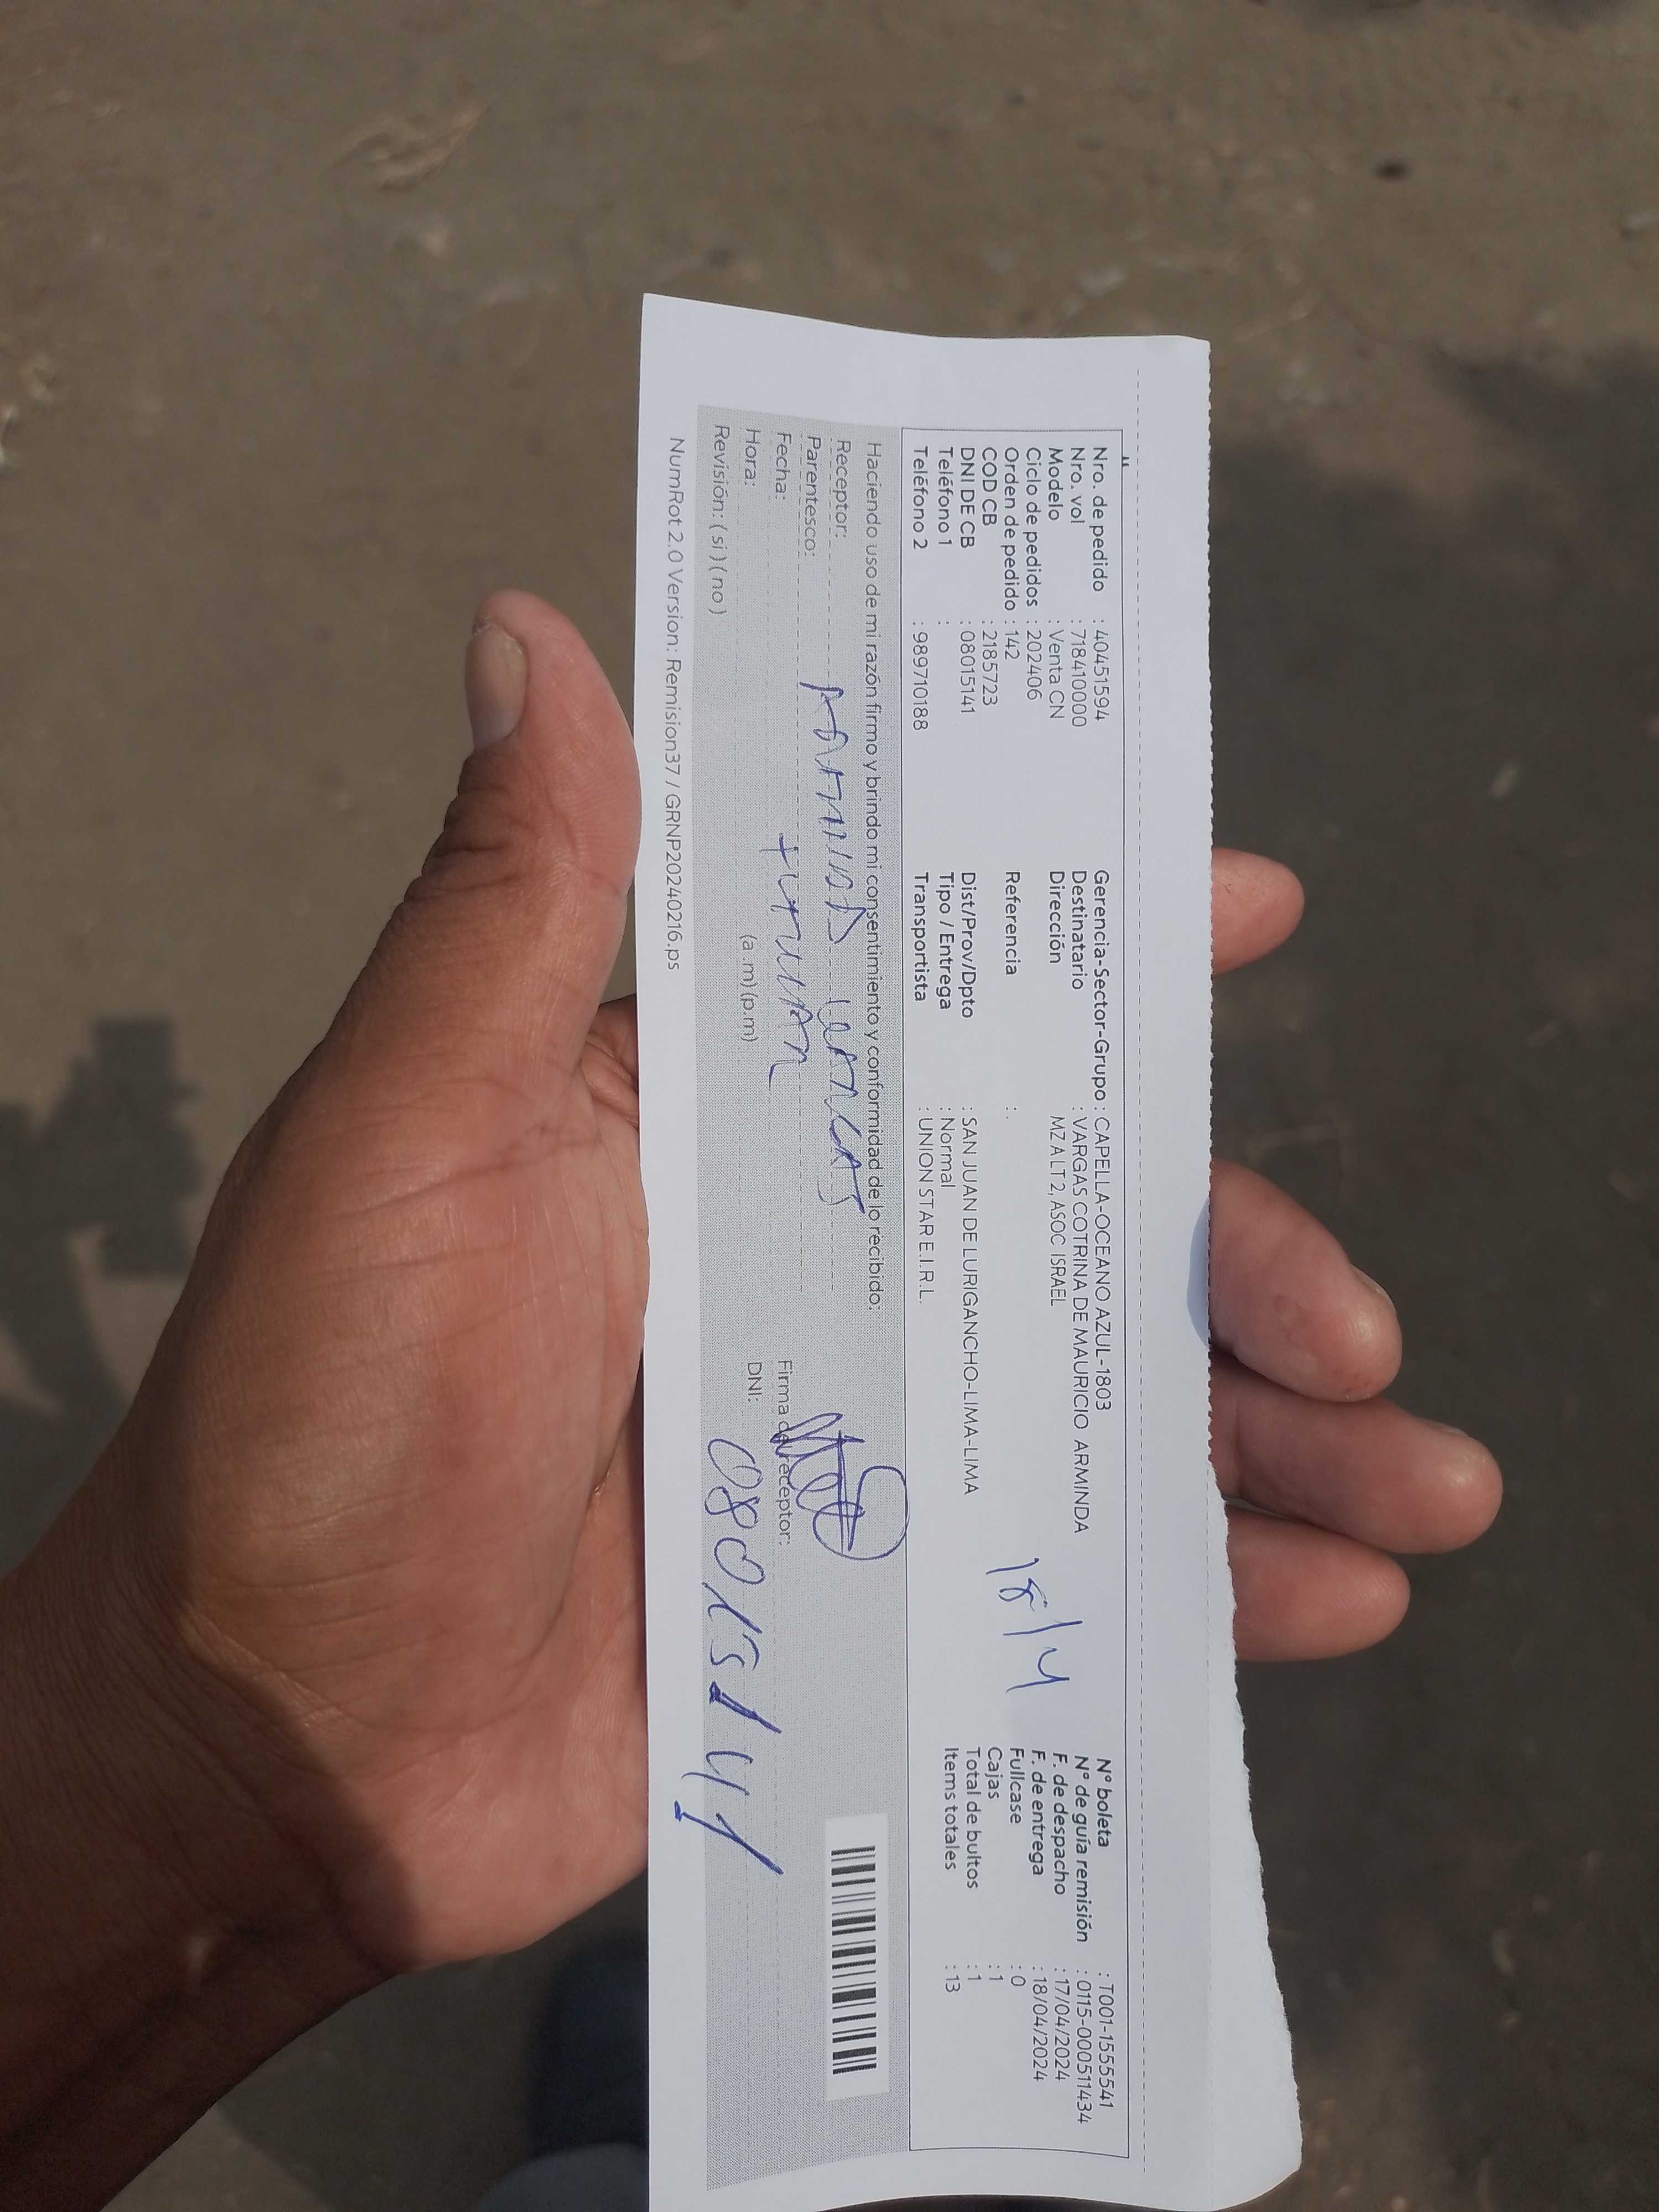 Nro. de pedido : 40451594 Gerencia-Sector-Grupo : CAPELLA-OCEANO AZUL-1803 Nº boleta : T001-1555541
Nro. vol : 718410000 Destinatario : VARGAS COTRINA DE MAURICIO ARMINDA Nº de guía remisión : 0115-000511434
Modelo : Venta CN Dirección MZ A LT 2, ASOC ISRAEL F. de despacho : 17/04/2024
Ciclo de pedidos : 202406 F. de entrega : 18/04/2024
Orden de pedido : 142 Referencia : . 18/4 Fullcase : 0
COD CB : 2185723 Cajas : 1
DNI DE CB : 08015141 Dist/Prov/Dpto : SAN JUAN DE LURIGANCHO-LIMA-LIMA Total de bultos : 1
Teléfono 1 : Tipo / Entrega : Normal Items totales : 13
Teléfono 2 : 989710188 Transportista : UNION STAR E.I.R.L.
Haciendo uso de mi razón firmo y brindo mi consentimiento y conformidad de lo recibido:
Receptor: ARMINDA VARGAS
Parentesco:
Fecha: Firma del receptor:
Hora: (a.m) (p.m) DNI: 08015141
Revisión: ( si ) ( no )
NumRot 2.0 Version: Remision37 / GRNP20240216.ps